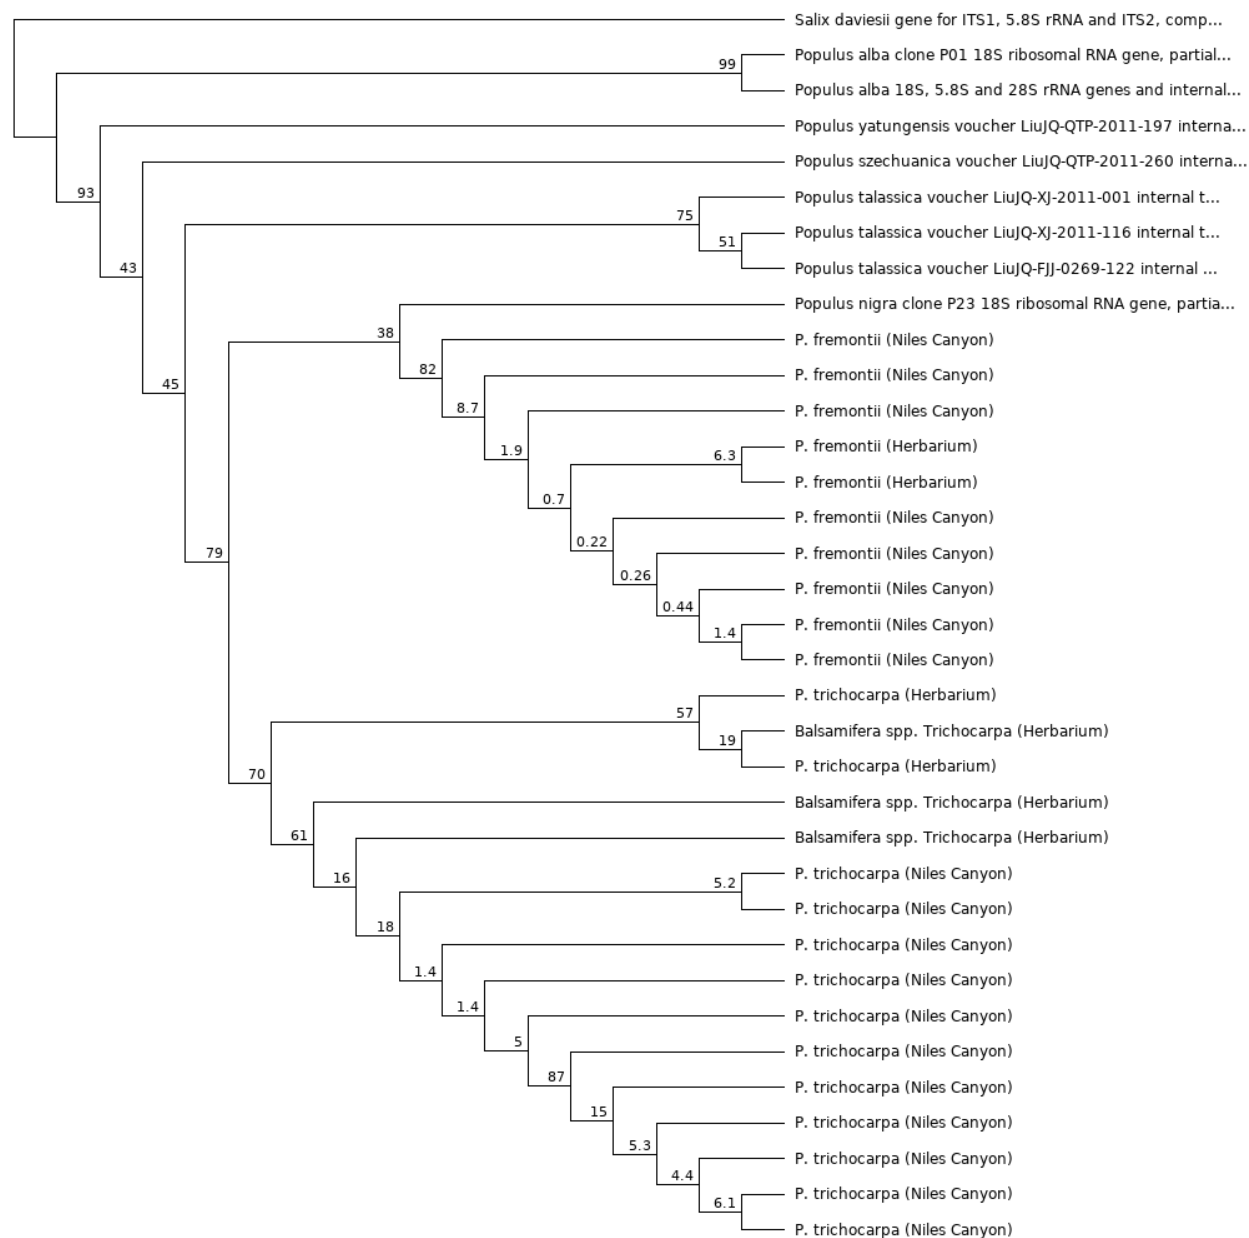 Salix daviesii gene for ITS1, 5.8S rRNA and ITS2, comp...
Populus alba clone P01 18S ribosomal RNA gene, partial...
99
Populus alba 18S, 5.8S and 28S rRNA genes and internal...
Populus yatungensis voucher LiuJQ-QTP-2011-197 interna...
Populus szechuanica voucher LiuJQ-QTP-2011-260 interna...
93
Populus talassica voucher LiuJQ-XJ-2011-001 internal t...
75
Populus talassica voucher LiuJQ-XJ-2011-116 internal t...
51
Populus talassica voucher LiuJQ-FJJ-0269-122 internal ...
43
Populus nigra clone P23 18S ribosomal RNA gene, partia...
38
P. fremontii (Niles Canyon)
82
P. fremontii (Niles Canyon)
45
8.7
P. fremontii (Niles Canyon)
1.9
P. fremontii (Herbarium)
6.3
P. fremontii (Herbarium)
0.7
P. fremontii (Niles Canyon)
0.22
P. fremontii (Niles Canyon)
79
0.26
P. fremontii (Niles Canyon)
0.44
P. fremontii (Niles Canyon)
1.4
P. fremontii (Niles Canyon)
P. trichocarpa (Herbarium)
57
Balsamifera spp. Trichocarpa (Herbarium)
19
P. trichocarpa (Herbarium)
70
Balsamifera spp. Trichocarpa (Herbarium)
61
Balsamifera spp. Trichocarpa (Herbarium)
16
P. trichocarpa (Niles Canyon)
5.2
P. trichocarpa (Niles Canyon)
18
P. trichocarpa (Niles Canyon)
1.4
P. trichocarpa (Niles Canyon)
1.4
P. trichocarpa (Niles Canyon)
5
P. trichocarpa (Niles Canyon)
87
P. trichocarpa (Niles Canyon)
15
P. trichocarpa (Niles Canyon)
5.3
P. trichocarpa (Niles Canyon)
4.4
P. trichocarpa (Niles Canyon)
6.1
P. trichocarpa (Niles Canyon)